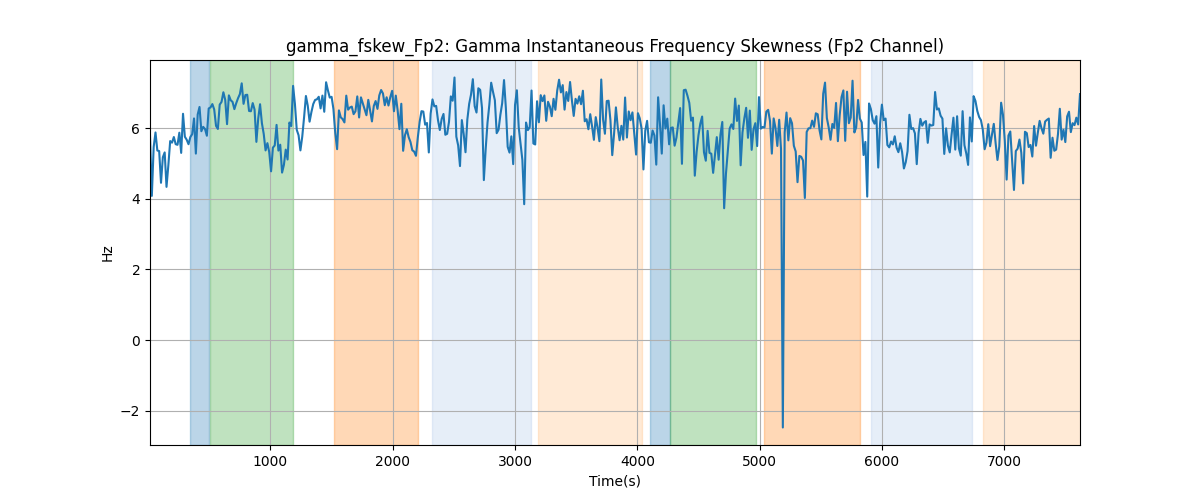 gamma_fskew_Fp2: Gamma Instantaneous Frequency Skewness (Fp2 Channel)
6
4
2
0
−2
Hz
1000 2000 3000 4000 5000 6000 7000
Time(s)